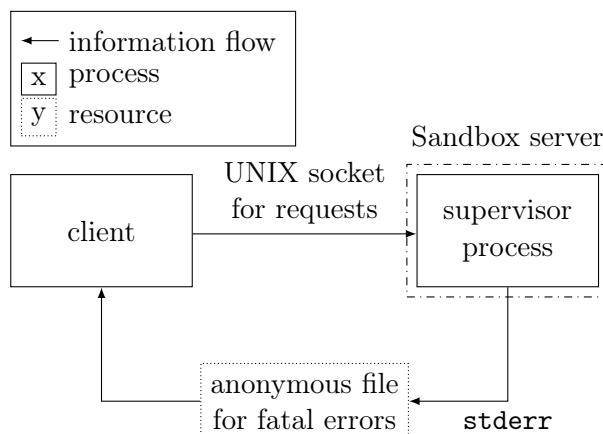 information flow
x process
y resource
Sandbox server
UNIX socket
for requests
client
supervisor
process
anonymous file
for fatal errors
stderr